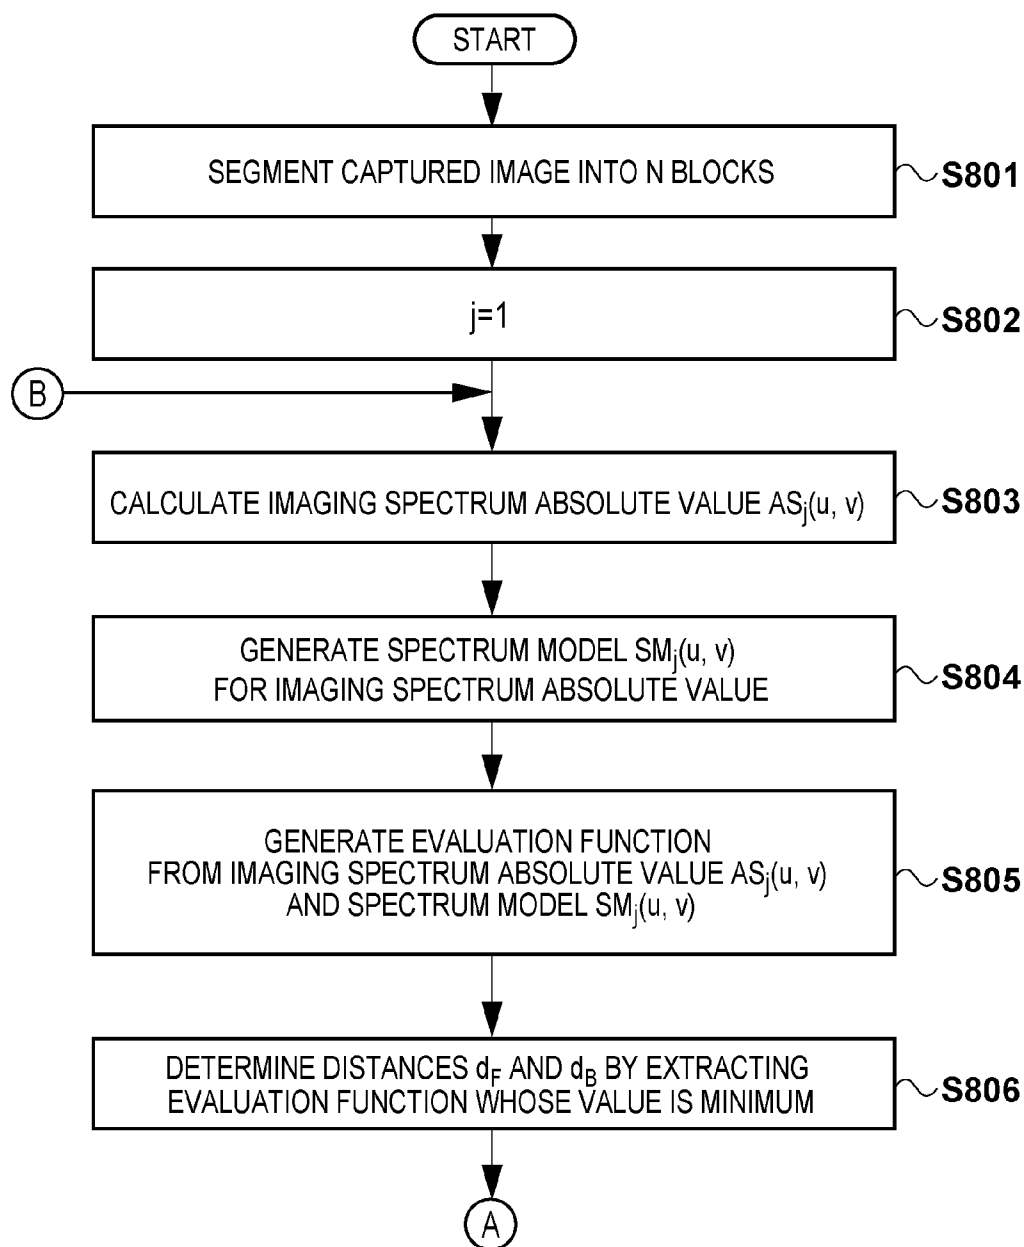 START
SEGMENT CAPTURED IMAGE INTO N BLOCKS
S801
j=1
S802
B
CALCULATE IMAGING SPECTRUM ABSOLUTE VALUE ASj(u, v)
S803
GENERATE SPECTRUM MODEL SMj(u, v)
FOR IMAGING SPECTRUM ABSOLUTE VALUE
S804
GENERATE EVALUATION FUNCTION
FROM IMAGING SPECTRUM ABSOLUTE VALUE ASj(u, v)
AND SPECTRUM MODEL SMj(u, v)
S805
DETERMINE DISTANCES dF AND dB BY EXTRACTING
EVALUATION FUNCTION WHOSE VALUE IS MINIMUM
S806
A